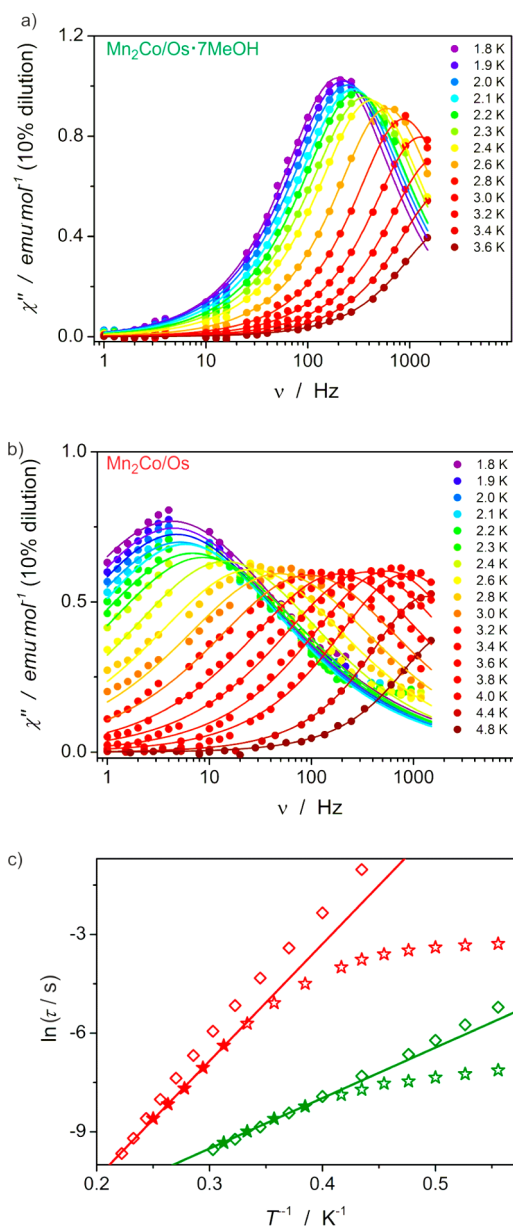 a)
Mn₂Co/Os·7MeOH
1.2
0.8
0.4
0.0
χ'' / emu mol⁻¹ (10% dilution)
1.8 K
1.9 K
2.0 K
2.1 K
2.2 K
2.3 K
2.4 K
2.6 K
2.8 K
3.0 K
3.2 K
3.4 K
3.6 K
1 10 100 1000
ν / Hz
b)
Mn₂Co/Os
1.0
0.5
0.0
χ'' / emu mol⁻¹ (10% dilution)
1.8 K
1.9 K
2.0 K
2.1 K
2.2 K
2.3 K
2.4 K
2.6 K
2.8 K
3.0 K
3.2 K
3.4 K
3.6 K
3.8 K
4.0 K
4.4 K
4.8 K
1 10 100 1000
ν / Hz
c)
-3
-6
-9
ln(τ / s)
0.2 0.3 0.4 0.5
T⁻¹ / K⁻¹